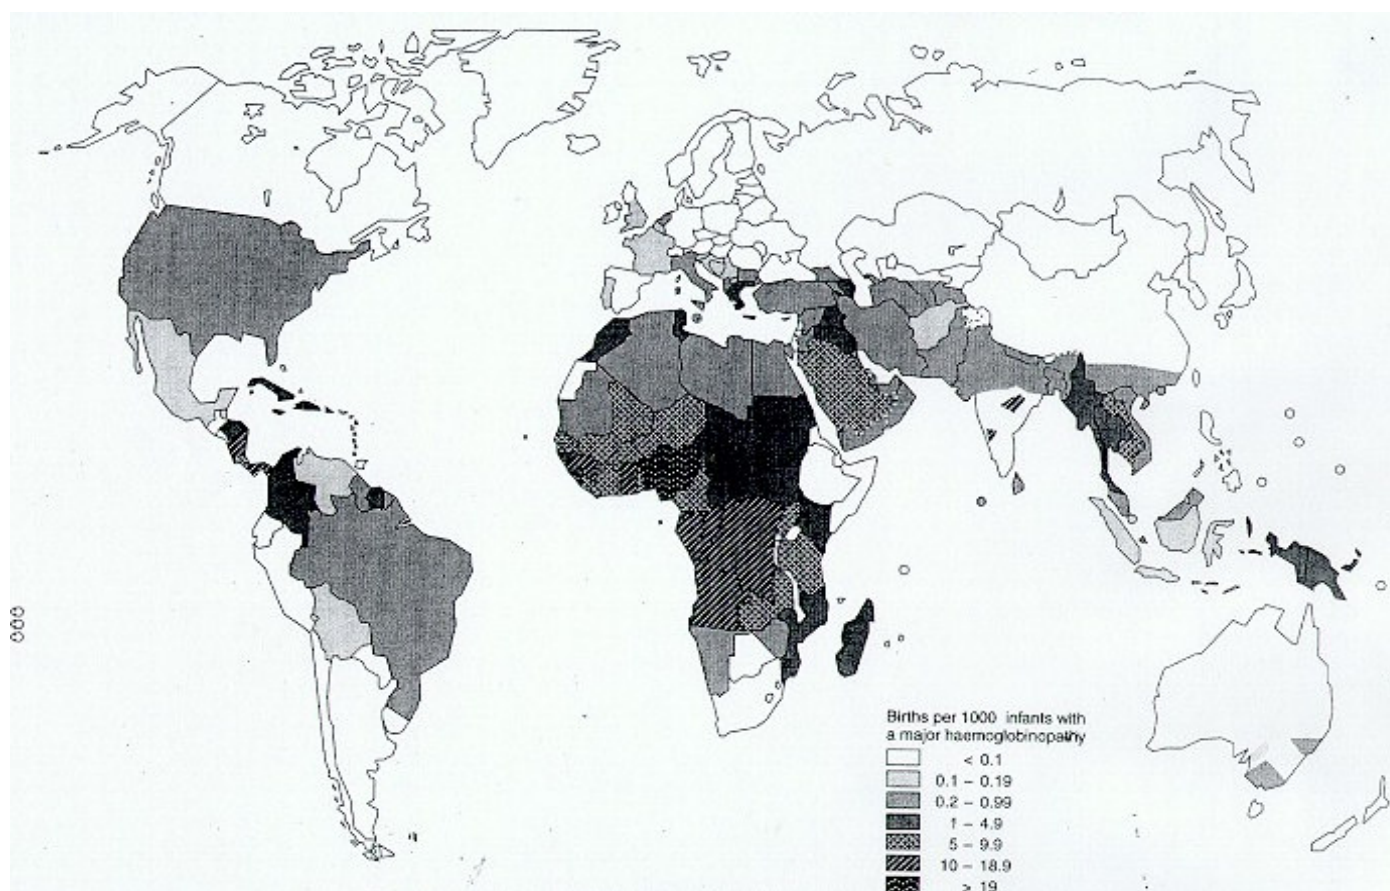 666
Births per 1000 infants with
a major haemoglobinopathy
< 0.1
0.1 – 0.19
0.2 – 0.99
1 – 4.9
5 – 9.9
10 – 18.9
> 19